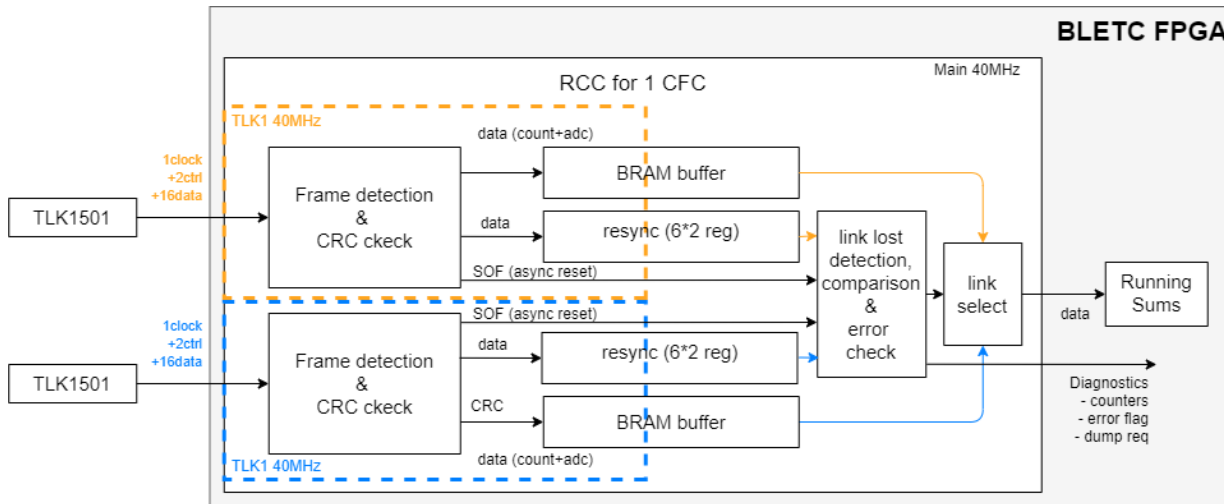 BLETC FPGA
Main 40MHz
RCC for 1 CFC
TLK1 40MHz
data (count+adc)
1clock
+2ctrl
+16data
TLK1501
Frame detection
&
CRC ckeck
BRAM buffer
data
resync (6*2 reg)
SOF (async reset)
link lost
detection,
comparison
&
error
check
link
select
data
Running
Sums
SOF (async reset)
1clock
+2ctrl
+16data
TLK1501
Frame detection
&
CRC ckeck
data
resync (6*2 reg)
CRC
BRAM buffer
data (count+adc)
TLK1 40MHz
Diagnostics
- counters
- error flag
- dump req